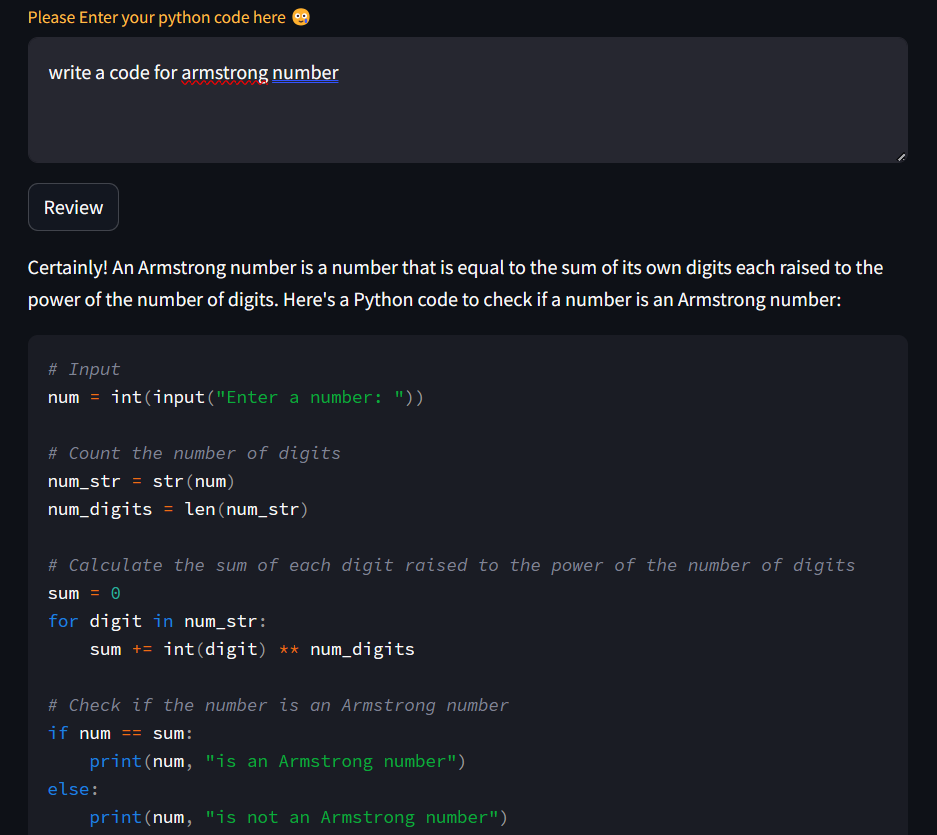 Please Enter your python code here 😳
write a code for armstrong number
Review
Certainly! An Armstrong number is a number that is equal to the sum of its own digits each raised to the
power of the number of digits. Here's a Python code to check if a number is an Armstrong number:
# Input
num = int(input("Enter a number: "))
# Count the number of digits
num_str = str(num)
num_digits = len(num_str)
# Calculate the sum of each digit raised to the power of the number of digits
sum = 0
for digit in num_str:
    sum += int(digit) ** num_digits
# Check if the number is an Armstrong number
if num == sum:
    print(num, "is an Armstrong number")
else:
    print(num, "is not an Armstrong number")